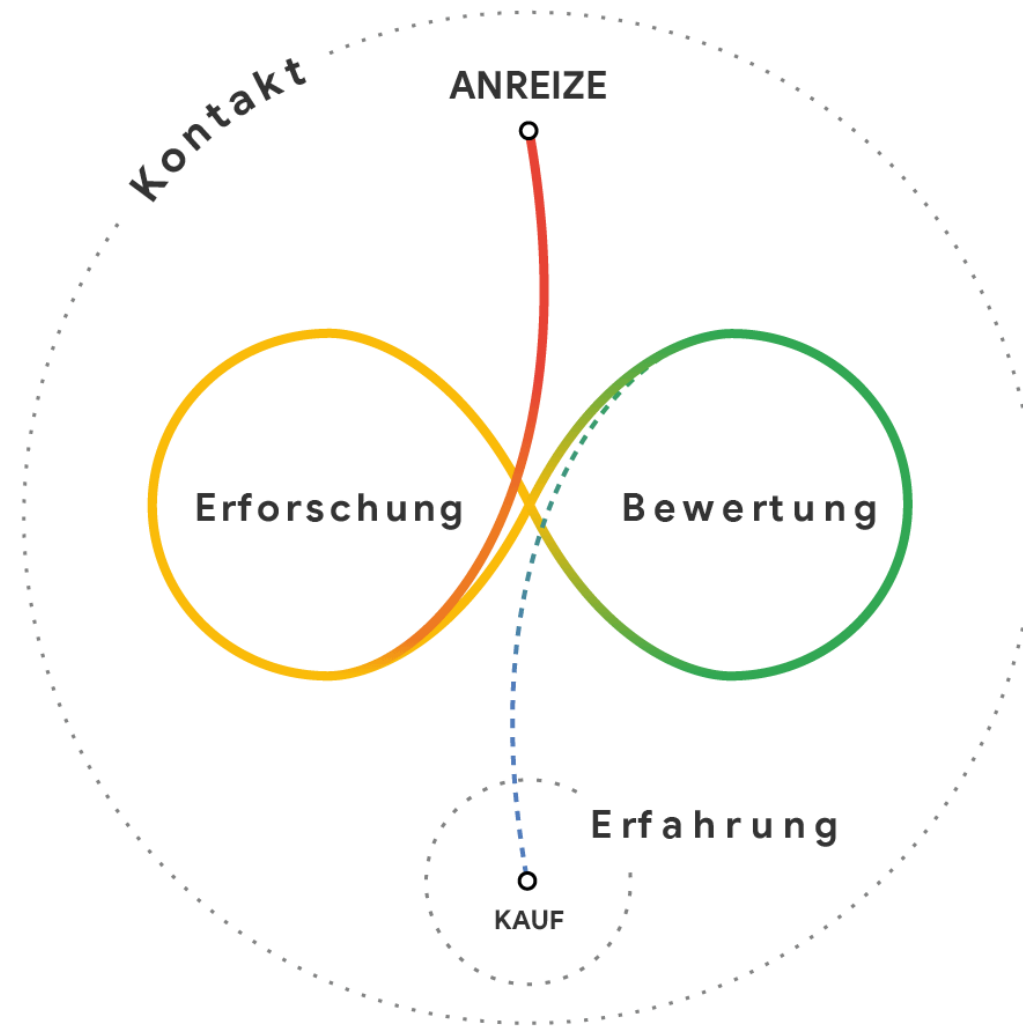 Kontakt
ANREIZE
Erforschung
Bewertung
Erfahrung
KAUF